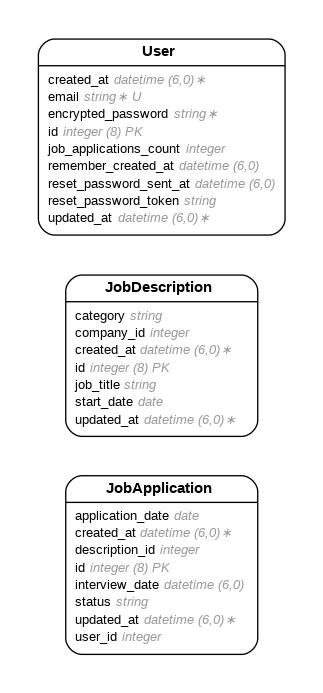 User
created_at datetime (6,0)∗
email string∗ U
encrypted_password string∗
id integer (8) PK
job_applications_count integer
remember_created_at datetime (6,0)
reset_password_sent_at datetime (6,0)
reset_password_token string
updated_at datetime (6,0)∗
JobDescription
category string
company_id integer
created_at datetime (6,0)∗
id integer (8) PK
job_title string
start_date date
updated_at datetime (6,0)∗
JobApplication
application_date date
created_at datetime (6,0)∗
description_id integer
id integer (8) PK
interview_date datetime (6,0)
status string
updated_at datetime (6,0)∗
user_id integer